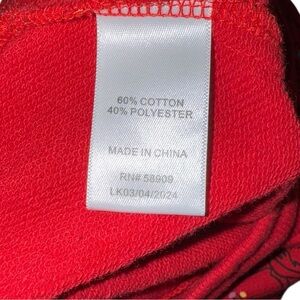 60% COTTON
40% POLYESTER
MADE IN CHINA
RN# 58909
LK03/04/2024